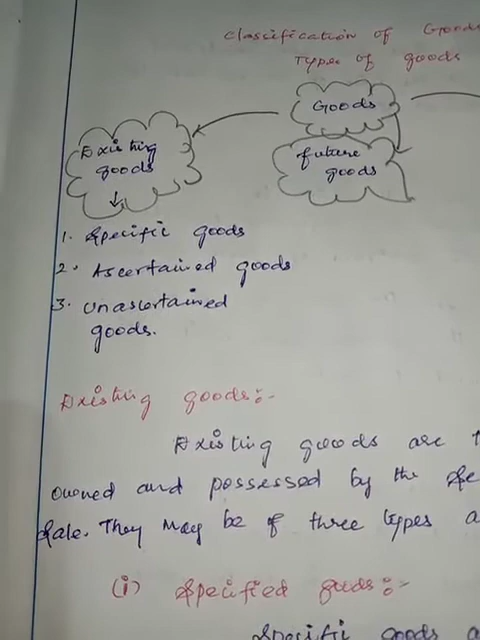 Classification of Goods
Types of goods
Goods
Existing
goods
future
goods
1. Specific goods
2. Ascertained goods
3. Unascertained
goods.
Existing goods:-
Existing goods are
owned and possessed by the
Sale. They may be of three types
(i) Specified goods:-
Specific goods